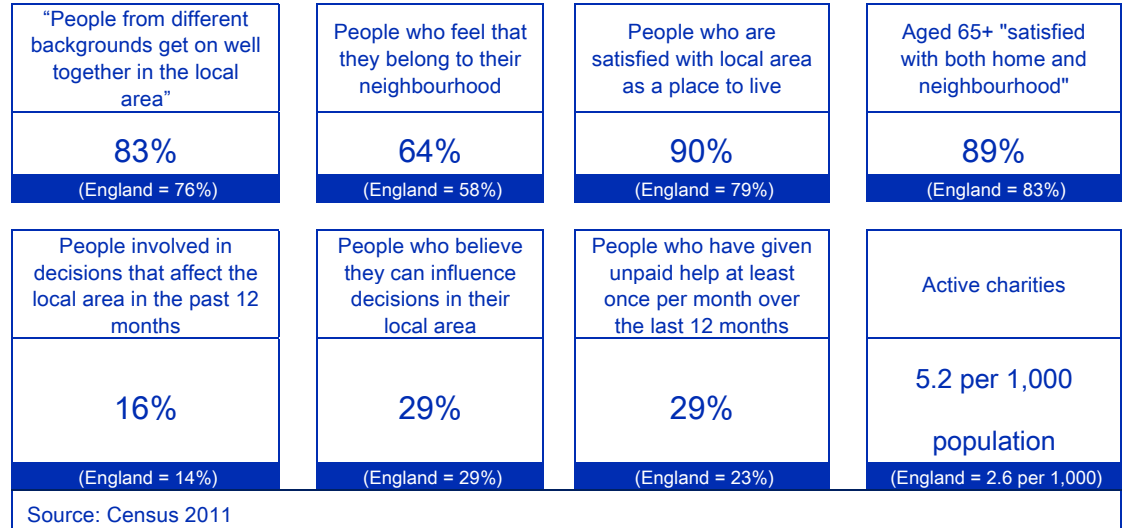 “People from different
backgrounds get on well
together in the local
area”
83%
(England = 76%)
People who feel that
they belong to their
neighbourhood
64%
(England = 58%)
People who are
satisfied with local area
as a place to live
90%
(England = 79%)
Aged 65+ "satisfied
with both home and
neighbourhood"
89%
(England = 83%)
People involved in
decisions that affect the
local area in the past 12
months
16%
(England = 14%)
People who believe
they can influence
decisions in their
local area
29%
(England = 29%)
People who have given
unpaid help at least
once per month over
the last 12 months
29%
(England = 23%)
Active charities
5.2 per 1,000
population
(England = 2.6 per 1,000)
Source: Census 2011